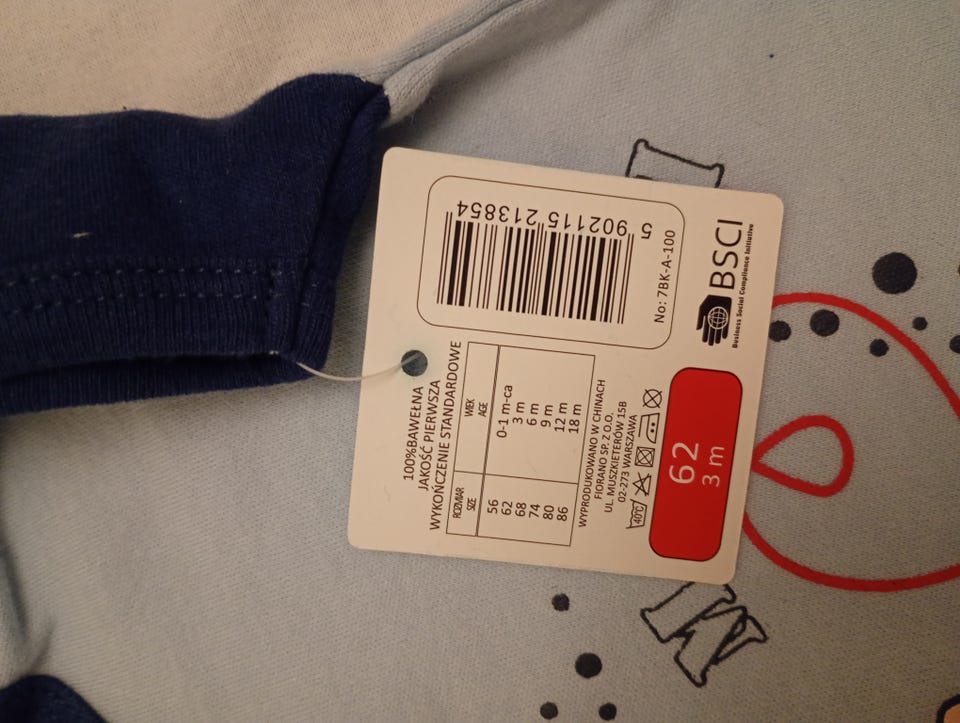 5 902115 213854
No: 7BK-A-100
BSCI
Business Social Compliance Initiative
100%BAWEŁNA
JAKOŚĆ PIERWSZA
WYKOŃCZENIE STANDARDOWE
ROZMIAR WIEK
SIZE AGE
56 0-1 m-ca
62 3 m
68 6 m
74 9 m
80 12 m
86 18 m
WYPRODUKOWANO W CHINACH
FIORANO SP. Z O.O.
UL. MUSZKIETERÓW 15B
02-273 WARSZAWA
40°C
62
3 m
M